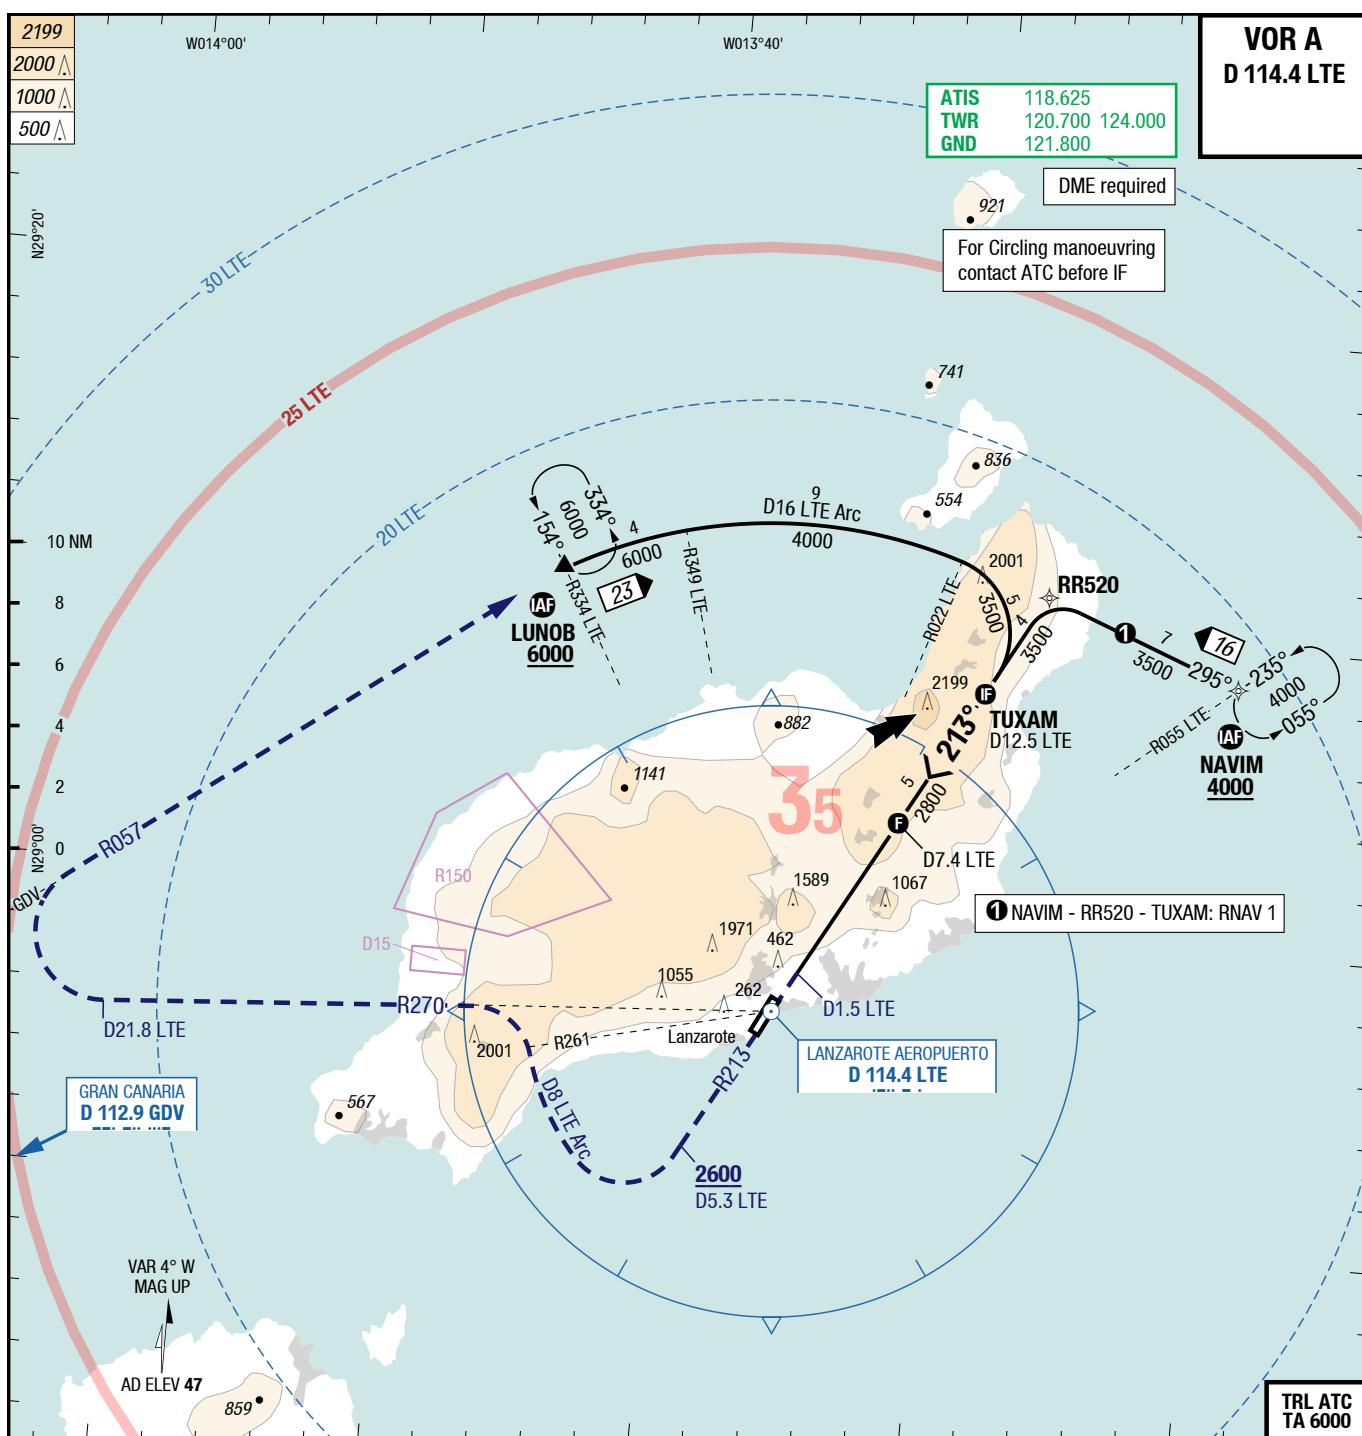 2199
2000
1000
500
W014°00'
W013°40'
VOR A
D 114.4 LTE
ATIS 118.625
TWR 120.700 124.000
GND 121.800
DME required
921
For Circling manoeuvring
contact ATC before IF
N29°20'
30 LTE
25 LTE
20 LTE
741
836
554
9
D16 LTE Arc
4000
334°
6000
154°
4
6000
23
R334 LTE
R349 LTE
R022 LTE
IAF
LUNOB
6000
2001
5
3500
4
3500
RR520
1
7
3500
16
295°
235°
4000
055°
R055 LTE
IAF
NAVIM
4000
IF
TUXAM
D12.5 LTE
213°
2199
5
2800
F
D7.4 LTE
10 NM
8
6
4
2
0
N29°00'
882
1141
35
R057
GDV
R150
D15
1589
1067
1 NAVIM - RR520 - TUXAM: RNAV 1
1971
462
1055
262
D1.5 LTE
D21.8 LTE
R270
R261
2001
Lanzarote
R213
LANZAROTE AEROPUERTO
D 114.4 LTE
GRAN CANARIA
D 112.9 GDV
567
D8 LTE Arc
2600
D5.3 LTE
VAR 4° W
MAG UP
AD ELEV 47
859
TRL ATC
TA 6000